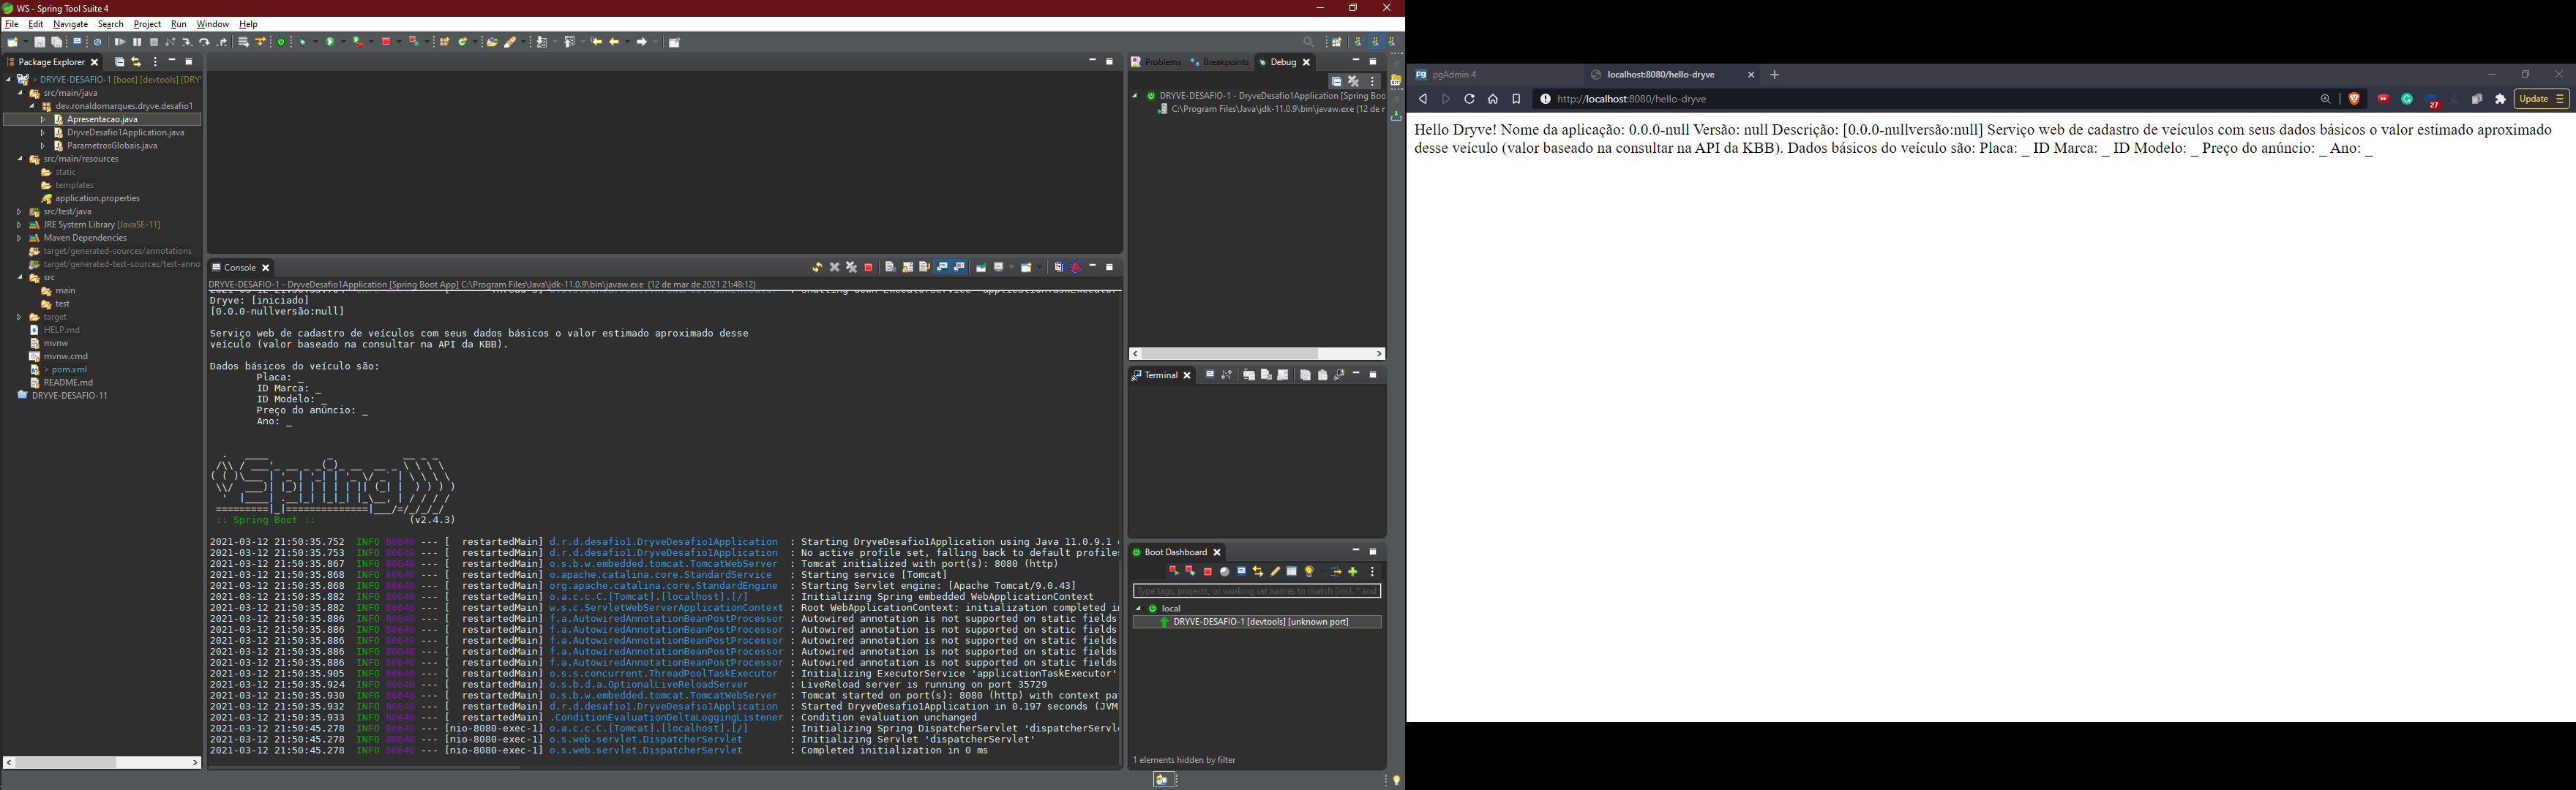 WS - Spring Tool Suite 4
File Edit Navigate Search Project Run Window Help
Package Explorer
> DRYVE-DESAFIO-1 [boot] [devtools] [DRY
src/main/java
dev.ronaldomarques.dryve.desafio1
Apresentacao.java
DryveDesafio1Application.java
ParametrosGlobais.java
src/main/resources
static
templates
application.properties
src/test/java
JRE System Library [JavaSE-11]
Maven Dependencies
target/generated-sources/annotations
target/generated-test-sources/test-anno
src
main
test
target
HELP.md
mvnw
mvnw.cmd
> pom.xml
README.md
DRYVE-DESAFIO-11
Console
DRYVE-DESAFIO-1 - DryveDesafio1Application [Spring Boot App] C:\Program Files\Java\jdk-11.0.9\bin\javaw.exe (12 de mar de 2021 21:48:12)
Dryve: [iniciado]
[0.0.0-nullversão:null]
Serviço web de cadastro de veículos com seus dados básicos o valor estimado aproximado desse
veículo (valor baseado na consultar na API da KBB).
Dados básicos do veículo são:
Placa: _
ID Marca: _
ID Modelo: _
Preço do anúncio: _
Ano: _
:: Spring Boot :: (v2.4.3)
2021-03-12 21:50:35.752 INFO 80640 --- [ restartedMain] d.r.d.desafio1.DryveDesafio1Application : Starting DryveDesafio1Application using Java 11.0.9.1
2021-03-12 21:50:35.753 INFO 80640 --- [ restartedMain] d.r.d.desafio1.DryveDesafio1Application : No active profile set, falling back to default profile
2021-03-12 21:50:35.867 INFO 80640 --- [ restartedMain] o.s.b.w.embedded.tomcat.TomcatWebServer : Tomcat initialized with port(s): 8080 (http)
2021-03-12 21:50:35.868 INFO 80640 --- [ restartedMain] o.apache.catalina.core.StandardService : Starting service [Tomcat]
2021-03-12 21:50:35.868 INFO 80640 --- [ restartedMain] org.apache.catalina.core.StandardEngine : Starting Servlet engine: [Apache Tomcat/9.0.43]
2021-03-12 21:50:35.882 INFO 80640 --- [ restartedMain] o.a.c.c.C.[Tomcat].[localhost].[/] : Initializing Spring embedded WebApplicationContext
2021-03-12 21:50:35.882 INFO 80640 --- [ restartedMain] w.s.c.ServletWebServerApplicationContext : Root WebApplicationContext: initialization completed i
2021-03-12 21:50:35.886 INFO 80640 --- [ restartedMain] f.a.AutowiredAnnotationBeanPostProcessor : Autowired annotation is not supported on static fields
2021-03-12 21:50:35.886 INFO 80640 --- [ restartedMain] f.a.AutowiredAnnotationBeanPostProcessor : Autowired annotation is not supported on static fields
2021-03-12 21:50:35.886 INFO 80640 --- [ restartedMain] f.a.AutowiredAnnotationBeanPostProcessor : Autowired annotation is not supported on static fields
2021-03-12 21:50:35.886 INFO 80640 --- [ restartedMain] f.a.AutowiredAnnotationBeanPostProcessor : Autowired annotation is not supported on static fields
2021-03-12 21:50:35.886 INFO 80640 --- [ restartedMain] f.a.AutowiredAnnotationBeanPostProcessor : Autowired annotation is not supported on static fields
2021-03-12 21:50:35.905 INFO 80640 --- [ restartedMain] o.s.s.concurrent.ThreadPoolTaskExecutor : Initializing ExecutorService 'applicationTaskExecutor'
2021-03-12 21:50:35.924 INFO 80640 --- [ restartedMain] o.s.b.d.a.OptionalLiveReloadServer : LiveReload server is running on port 35729
2021-03-12 21:50:35.930 INFO 80640 --- [ restartedMain] o.s.b.w.embedded.tomcat.TomcatWebServer : Tomcat started on port(s): 8080 (http) with context pa
2021-03-12 21:50:35.932 INFO 80640 --- [ restartedMain] d.r.d.desafio1.DryveDesafio1Application : Started DryveDesafio1Application in 0.197 seconds (JVM
2021-03-12 21:50:35.933 INFO 80640 --- [ restartedMain] .ConditionEvaluationDeltaLoggingListener : Condition evaluation unchanged
2021-03-12 21:50:45.278 INFO 80640 --- [nio-8080-exec-1] o.a.c.c.C.[Tomcat].[localhost].[/] : Initializing Spring DispatcherServlet 'dispatcherServl
2021-03-12 21:50:45.278 INFO 80640 --- [nio-8080-exec-1] o.s.web.servlet.DispatcherServlet : Initializing Servlet 'dispatcherServlet'
2021-03-12 21:50:45.278 INFO 80640 --- [nio-8080-exec-1] o.s.web.servlet.DispatcherServlet : Completed initialization in 0 ms
Problems Breakpoints Debug
DRYVE-DESAFIO-1 - DryveDesafio1Application [Spring Boo
C:\Program Files\Java\jdk-11.0.9\bin\javaw.exe (12 de r
Terminal
Boot Dashboard
Type tags, projects, or working set names to match (incl. * and
local
DRYVE-DESAFIO-1 [devtools] [unknown port]
1 elements hidden by filter
pgAdmin 4
localhost:8080/hello-dryve
http://localhost:8080/hello-dryve
27
Update
Hello Dryve! Nome da aplicação: 0.0.0-null Versão: null Descrição: [0.0.0-nullversão:null] Serviço web de cadastro de veículos com seus dados básicos o valor estimado aproximado
desse veículo (valor baseado na consultar na API da KBB). Dados básicos do veículo são: Placa: _ ID Marca: _ ID Modelo: _ Preço do anúncio: _ Ano: _